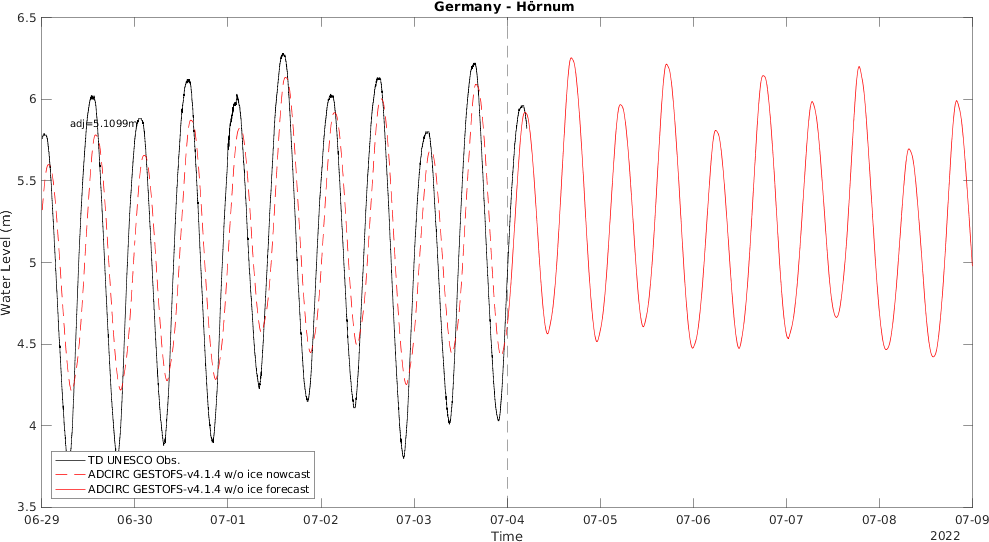 Germany - Hörnum
6.5
6
5.5
5
4.5
4
3.5
Water Level (m)
adj=5.1099m
TD UNESCO Obs.
ADCIRC GESTOFS-v4.1.4 w/o ice nowcast
ADCIRC GESTOFS-v4.1.4 w/o ice forecast
06-29 06-30 07-01 07-02 07-03 07-04 07-05 07-06 07-07 07-08 07-09
Time
2022